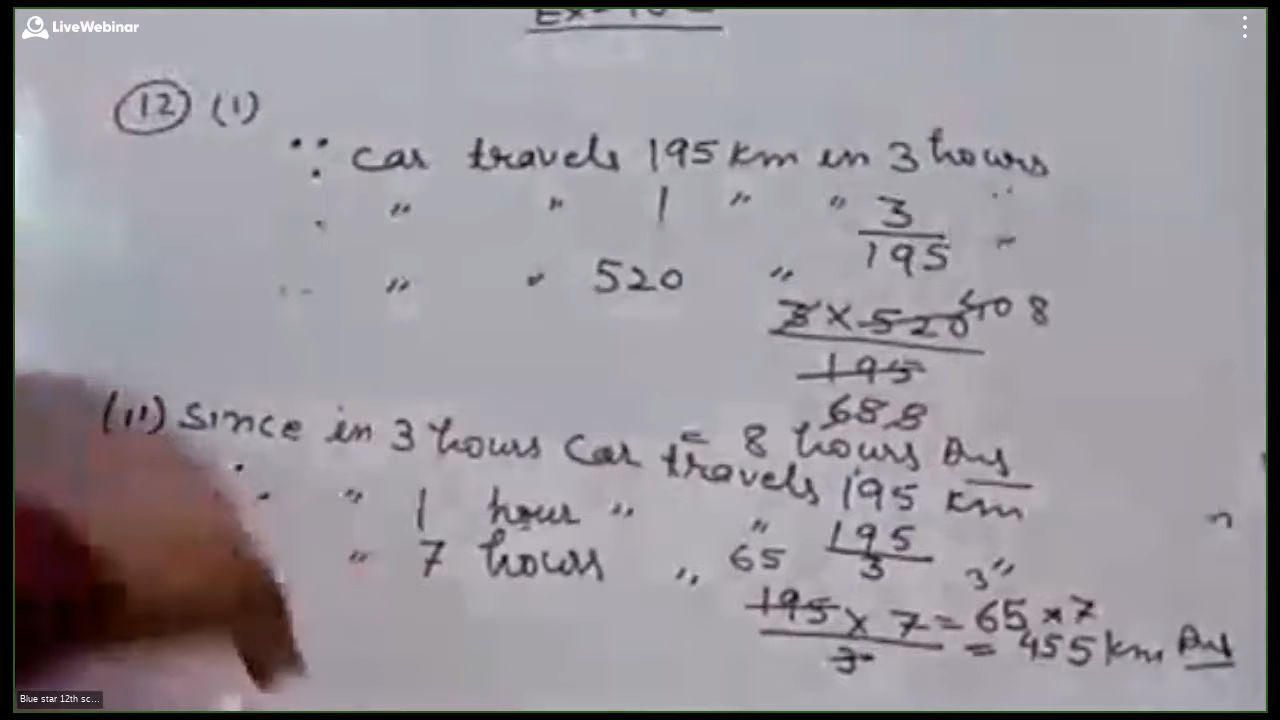 LiveWebinar
12 (i)
∵ car travels 195 km in 3 hours
" " 1 " " 3/195 "
" " 520 "
3 x 520 40 8
195
65
= 8 hours Ans
(ii) Since in 3 hours Car travels 195 km
" 1 hour " " 195/3 "
" 7 hours " 65
195 x 7 = 65 x 7
3
= 455 km Ans
Blue star 12th sc...